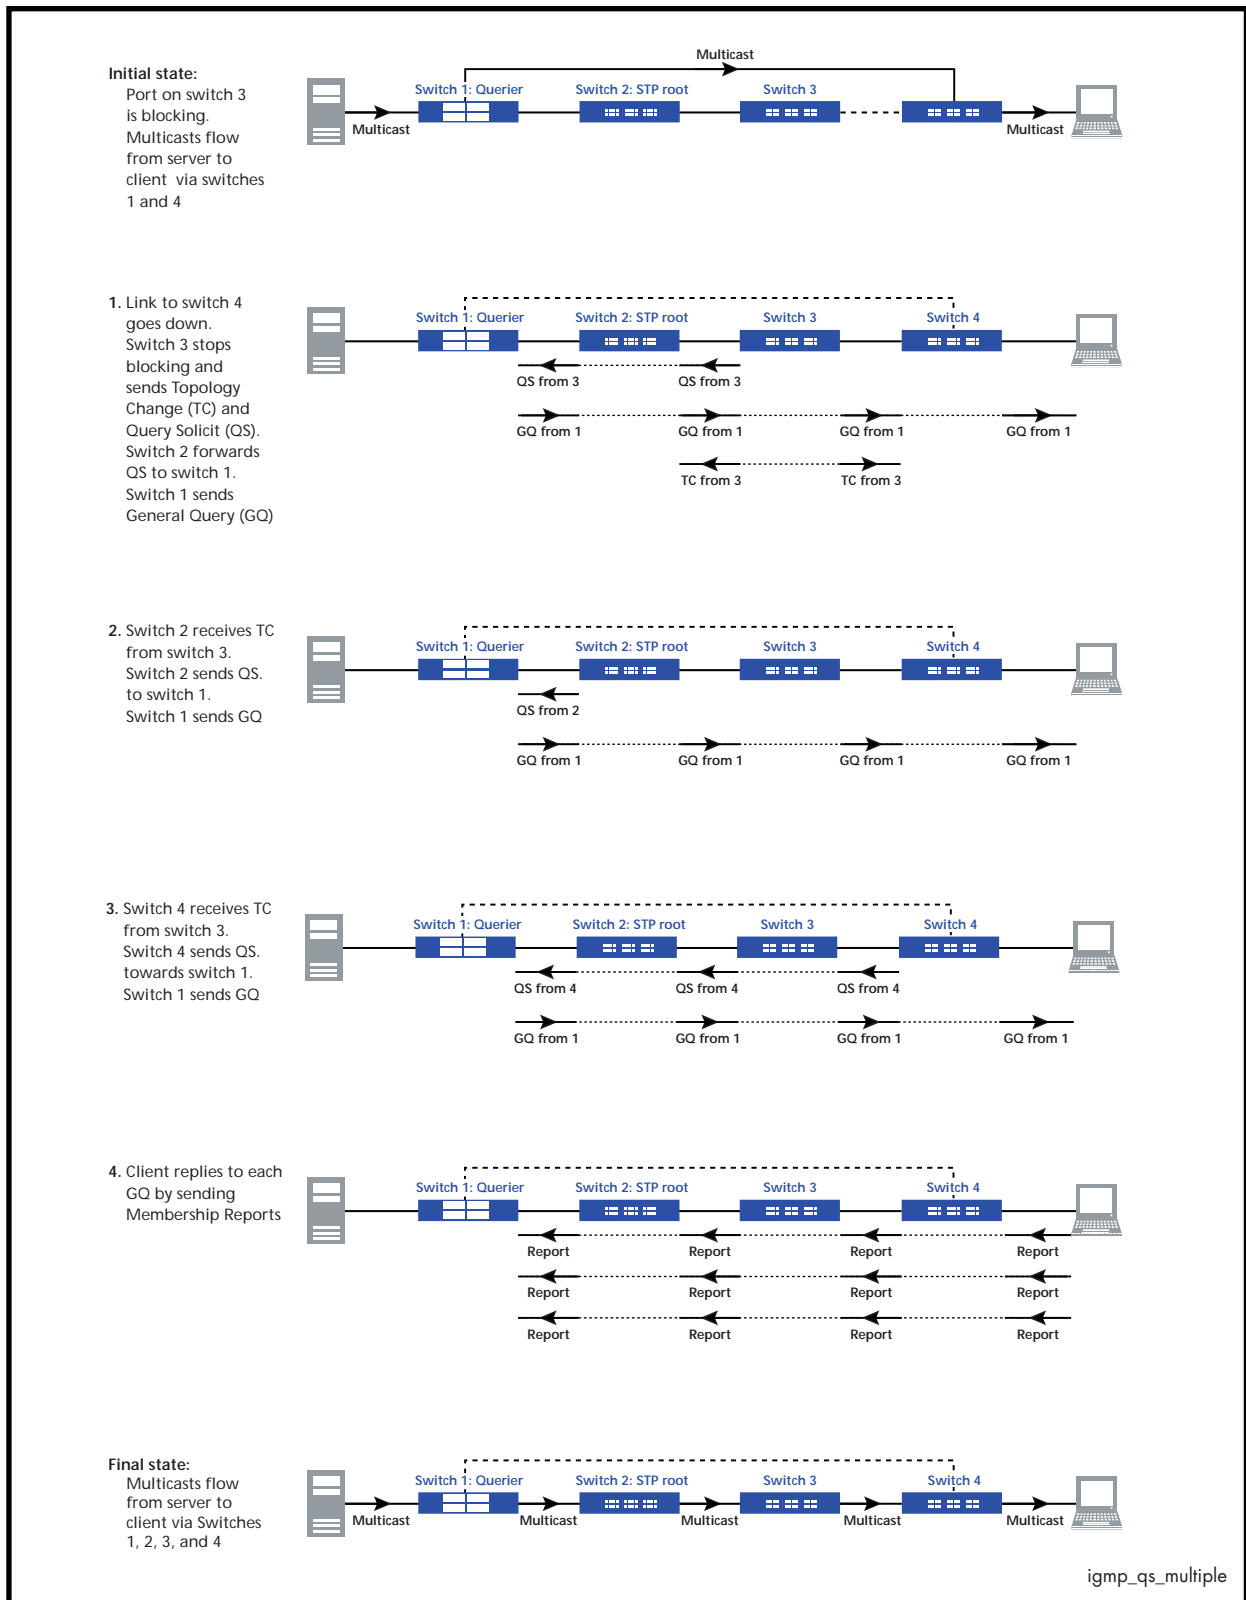 Initial state:
Port on switch 3
is blocking.
Multicasts flow
from server to
client via switches
1 and 4
Multicast
Switch 1: Querier
Switch 2: STP root
Switch 3
Multicast
Multicast
1. Link to switch 4
goes down.
Switch 3 stops
blocking and
sends Topology
Change (TC) and
Query Solicit (QS).
Switch 2 forwards
QS to switch 1.
Switch 1 sends
General Query (GQ)
Switch 1: Querier
Switch 2: STP root
Switch 3
Switch 4
QS from 3
QS from 3
GQ from 1
GQ from 1
GQ from 1
GQ from 1
TC from 3
TC from 3
2. Switch 2 receives TC
from switch 3.
Switch 2 sends QS.
to switch 1.
Switch 1 sends GQ
Switch 1: Querier
Switch 2: STP root
Switch 3
Switch 4
QS from 2
GQ from 1
GQ from 1
GQ from 1
GQ from 1
3. Switch 4 receives TC
from switch 3.
Switch 4 sends QS.
towards switch 1.
Switch 1 sends GQ
Switch 1: Querier
Switch 2: STP root
Switch 3
Switch 4
QS from 4
QS from 4
QS from 4
GQ from 1
GQ from 1
GQ from 1
GQ from 1
4. Client replies to each
GQ by sending
Membership Reports
Switch 1: Querier
Switch 2: STP root
Switch 3
Switch 4
Report
Report
Report
Report
Report
Report
Report
Report
Report
Report
Report
Report
Final state:
Multicasts flow
from server to
client via Switches
1, 2, 3, and 4
Switch 1: Querier
Switch 2: STP root
Switch 3
Switch 4
Multicast
Multicast
Multicast
Multicast
Multicast
igmp_qs_multiple